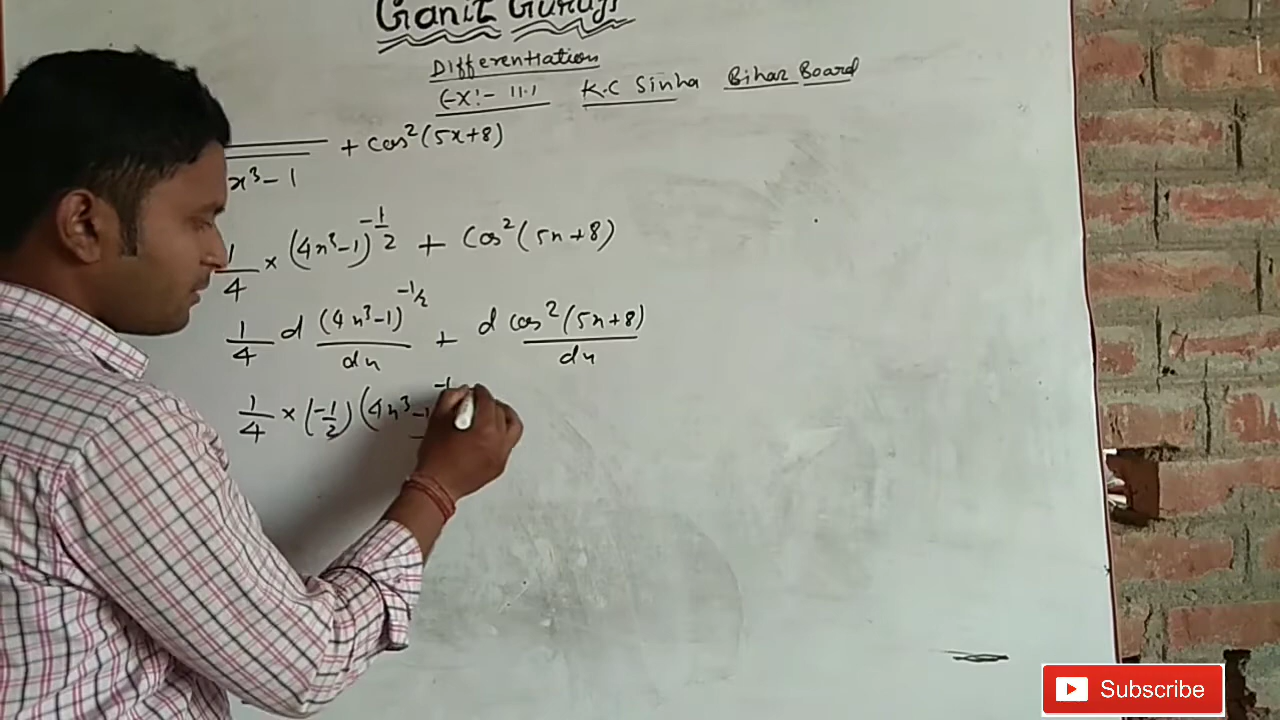 Ganit Guruji
Differentiation
EX:- 11.1 K.C Sinha Bihar Board
x³-1 + cos²(5x+8)
1/4 × (4x³-1)^-1/2 + cos²(5x+8)
1/4 d (4x³-1)^-1/2 / dx + d cos²(5x+8) / dx
1/4 × (-1/2) (4x³-1
Subscribe